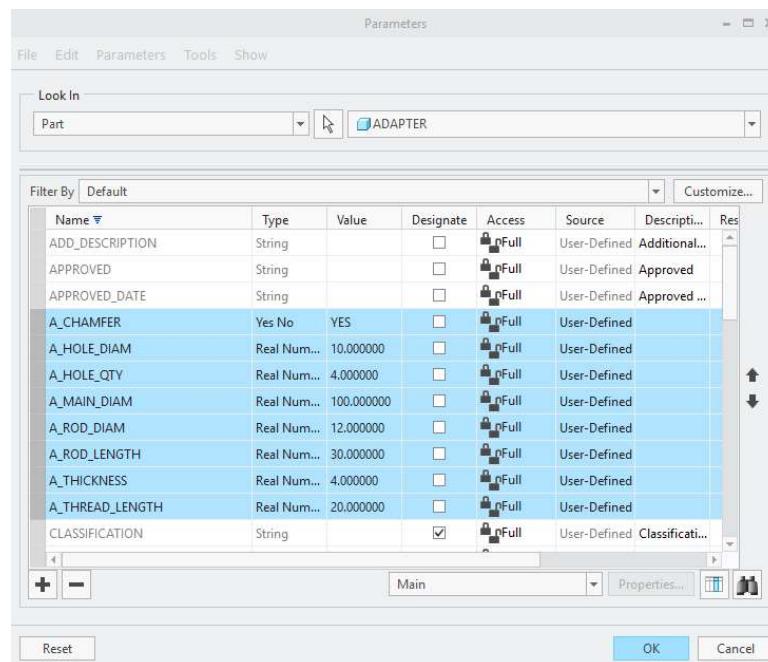 Parameters
File Edit Parameters Tools Show
Look In
Part ADAPTER
Filter By Default Customize...
Name Type Value Designate Access Source Descripti... Res
ADD_DESCRIPTION String Full User-Defined Additional...
APPROVED String Full User-Defined Approved
APPROVED_DATE String Full User-Defined Approved ...
A_CHAMFER Yes No YES Full User-Defined
A_HOLE_DIAM Real Num... 10.000000 Full User-Defined
A_HOLE_QTY Real Num... 4.000000 Full User-Defined
A_MAIN_DIAM Real Num... 100.000000 Full User-Defined
A_ROD_DIAM Real Num... 12.000000 Full User-Defined
A_ROD_LENGTH Real Num... 30.000000 Full User-Defined
A_THICKNESS Real Num... 4.000000 Full User-Defined
A_THREAD_LENGTH Real Num... 20.000000 Full User-Defined
CLASSIFICATION String Full User-Defined Classificati...
Main Properties...
Reset OK Cancel